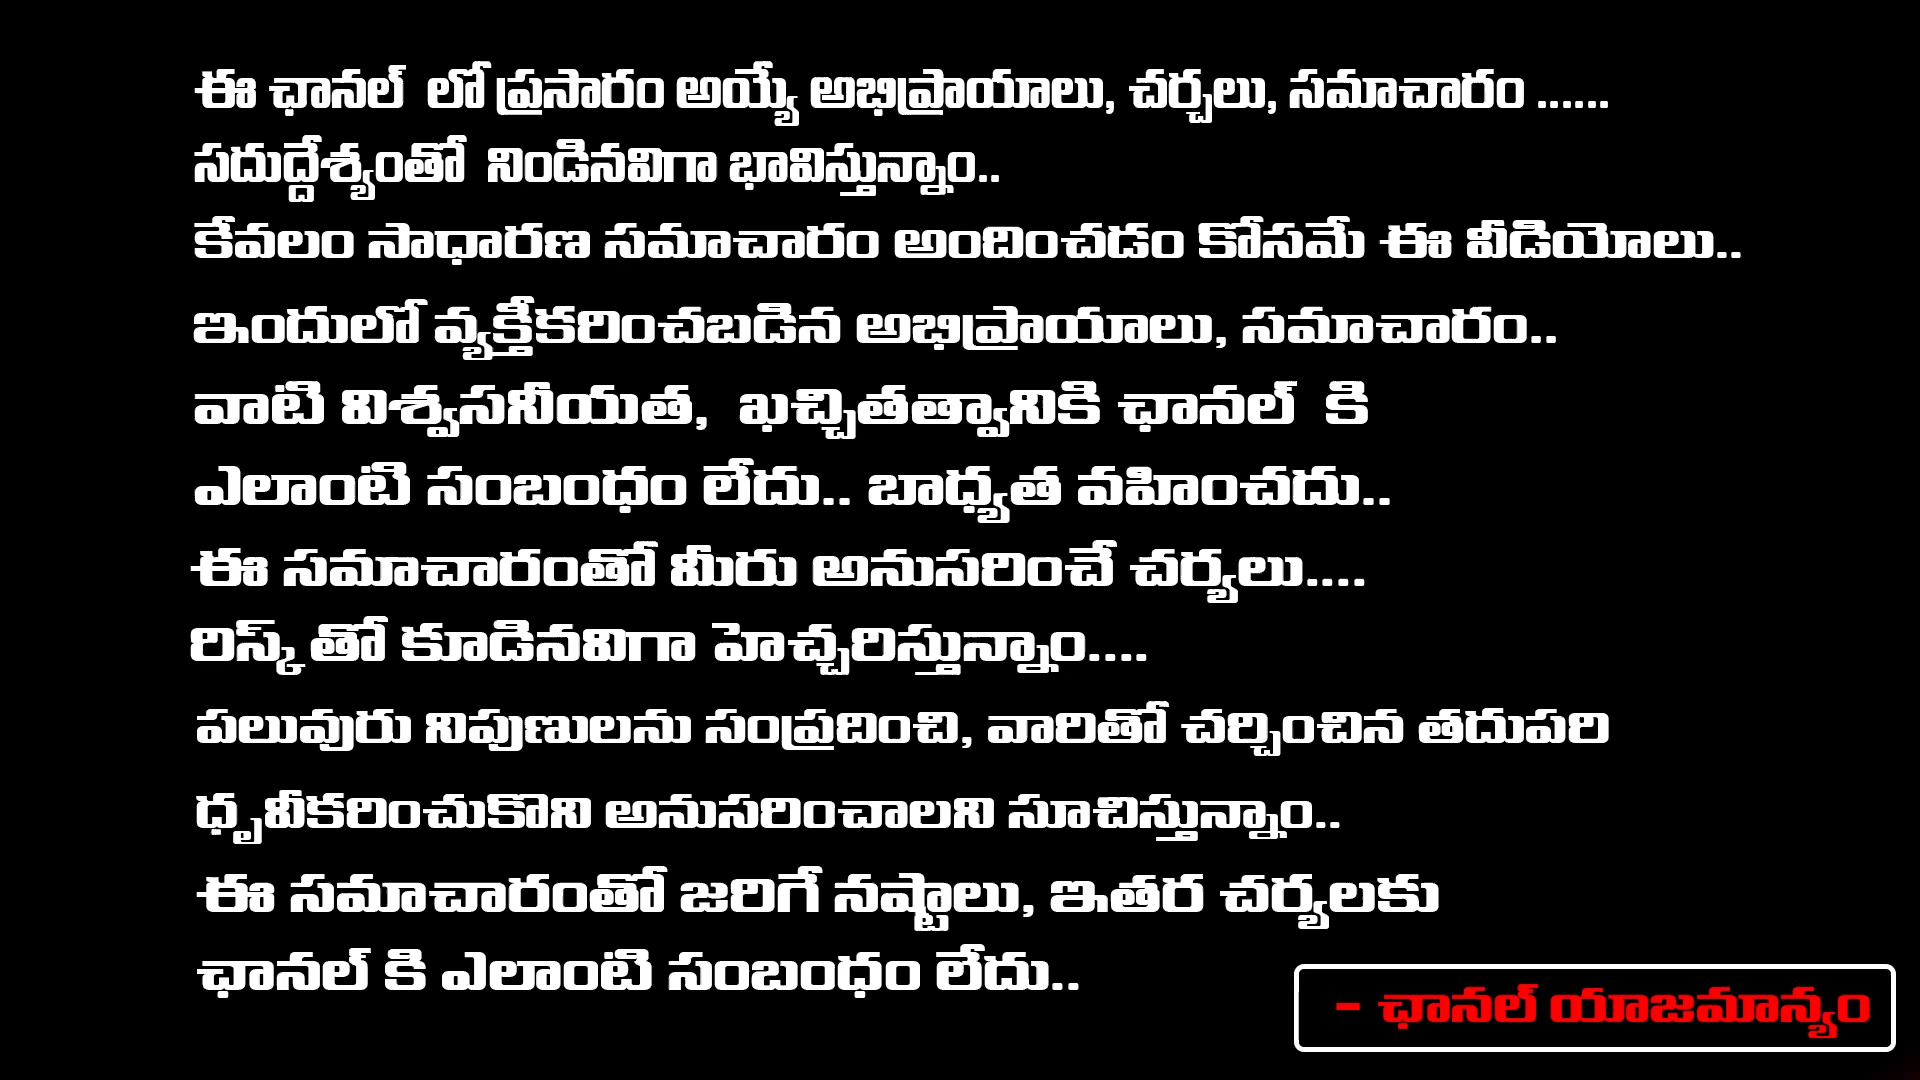 ఈ ఛానల్ లో ప్రసారం అయ్యే అభిప్రాయాలు, చర్చలు, సమాచారం ......
సదుద్దేశ్యంతో నిండినవిగా భావిస్తున్నాం..
కేవలం సాధారణ సమాచారం అందించడం కోసమే ఈ వీడియోలు..
ఇందులో వ్యక్తీకరించబడిన అభిప్రాయాలు, సమాచారం..
వాటి విశ్వసనీయత, ఖచ్చితత్వానికి ఛానల్ కి
ఎలాంటి సంబంధం లేదు.. బాధ్యత వహించదు..
ఈ సమాచారంతో మీరు అనుసరించే చర్యలు....
రిస్క్ తో కూడినవిగా హెచ్చరిస్తున్నాం....
పలువురు నిపుణులను సంప్రదించి, వారితో చర్చించిన తదుపరి
ధృవీకరించుకొని అనుసరించాలని సూచిస్తున్నాం..
ఈ సమాచారంతో జరిగే నష్టాలు, ఇతర చర్యలకు
ఛానల్ కి ఎలాంటి సంబంధం లేదు..
- ఛానల్ యాజమాన్యం